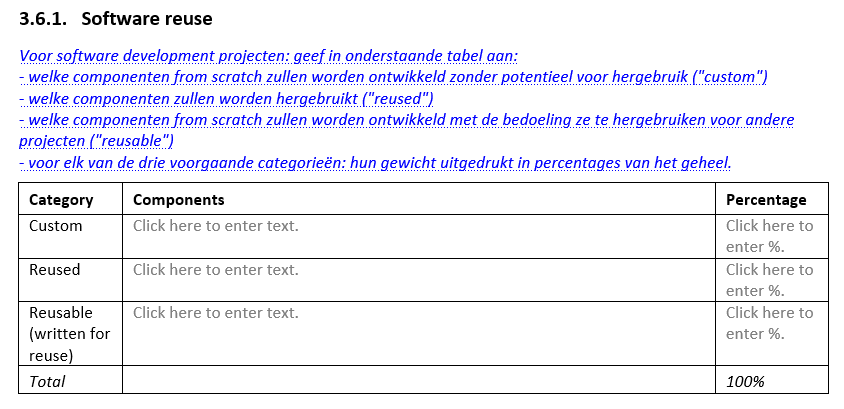 3.6.1. Software reuse
Voor software development projecten: geef in onderstaande tabel aan:
- welke componenten from scratch zullen worden ontwikkeld zonder potentieel voor hergebruik ("custom")
- welke componenten zullen worden hergebruikt ("reused")
- welke componenten from scratch zullen worden ontwikkeld met de bedoeling ze te hergebruiken voor andere
projecten ("reusable")
- voor elk van de drie voorgaande categorieën: hun gewicht uitgedrukt in percentages van het geheel.
Category Components Percentage
Custom Click here to enter text. Click here to
enter %.
Reused Click here to enter text. Click here to
enter %.
Reusable Click here to enter text. Click here to
(written for enter %.
reuse)
Total 100%